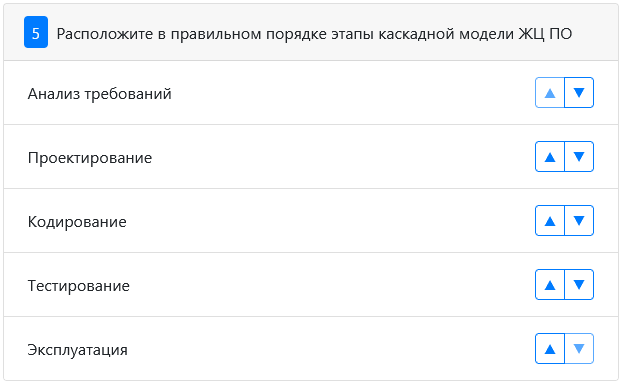 5 Расположите в правильном порядке этапы каскадной модели ЖЦ ПО
Анализ требований
Проектирование
Кодирование
Тестирование
Эксплуатация